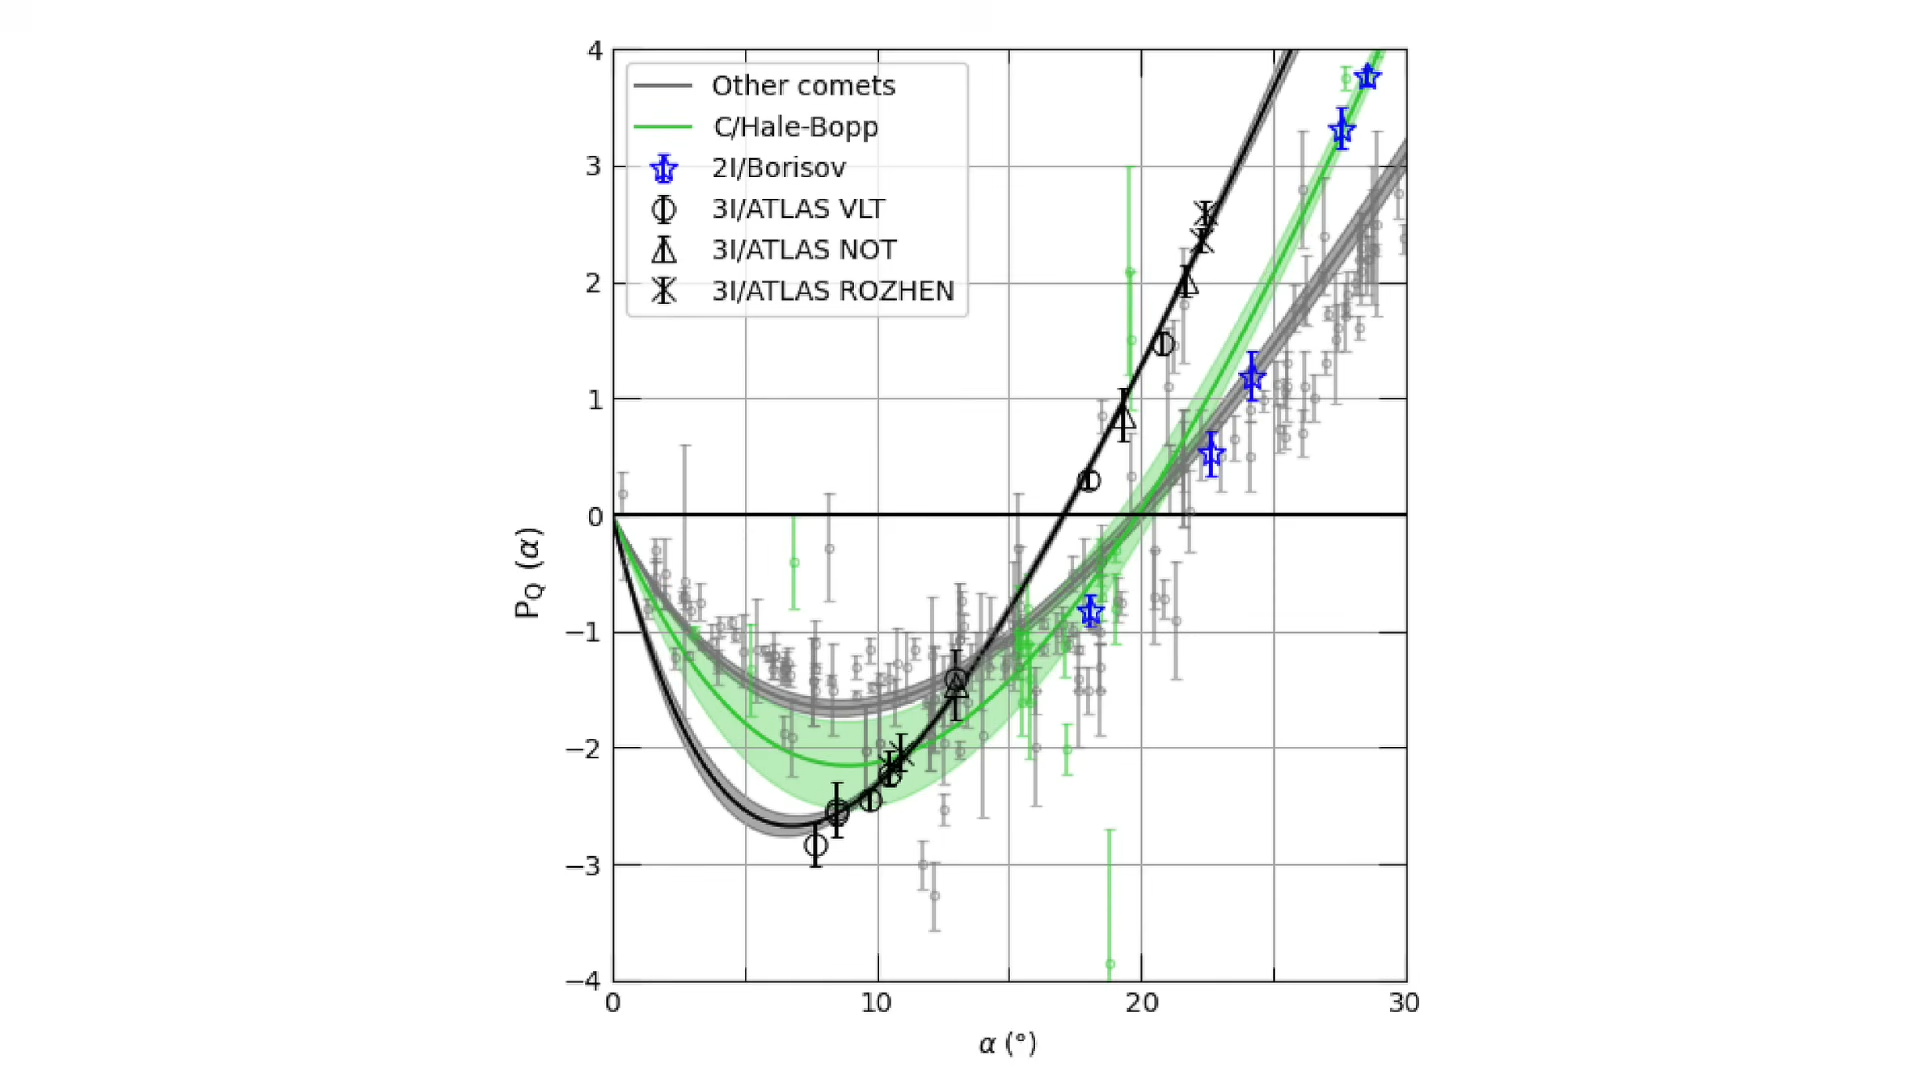 4
Other comets
C/Hale-Bopp
2I/Borisov
3I/ATLAS VLT
3I/ATLAS NOT
3I/ATLAS ROZHEN
3
2
1
0
−1
−2
−3
−4
P_Q (α)
0 10 20 30
α (°)